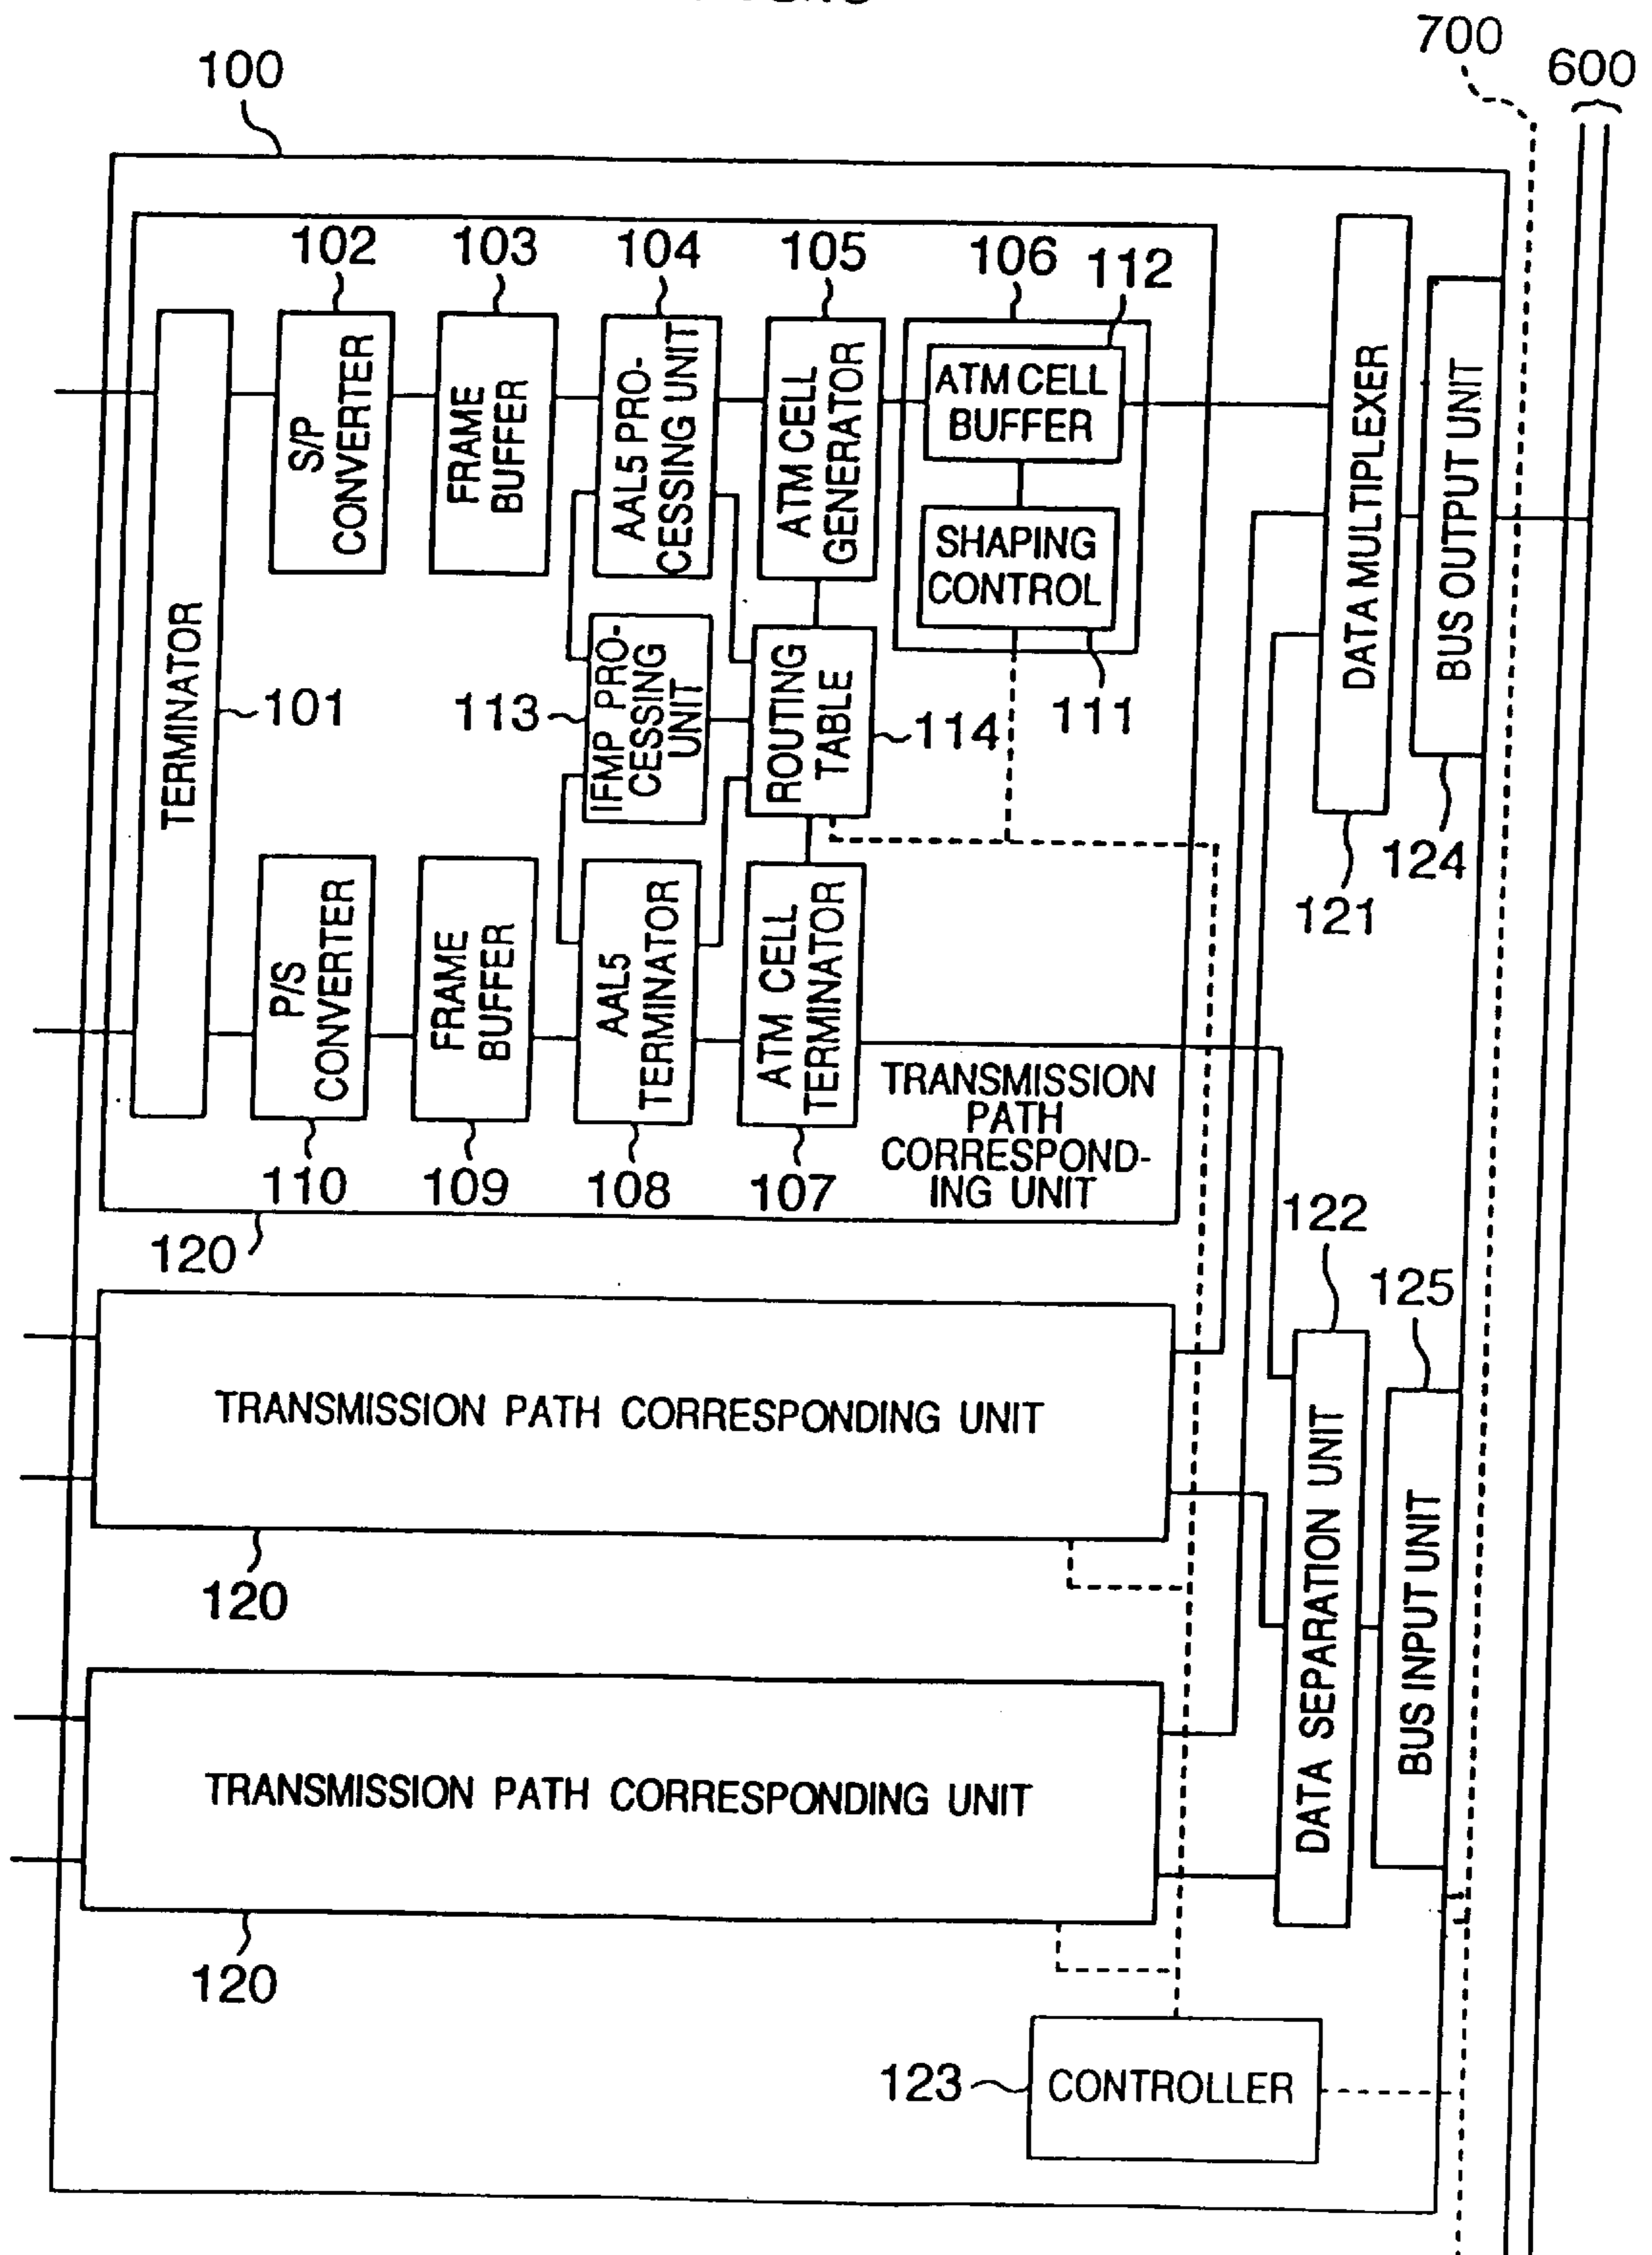 700
600
100
102
103
104
105
106
112
TERMINATOR
101
S/P
CONVERTER
FRAME
BUFFER
AAL5 PRO-
CESSING UNIT
ATM CELL
GENERATOR
ATM CELL
BUFFER
SHAPING
CONTROL
111
113
IFMP PRO-
CESSING
UNIT
ROUTING
TABLE
114
DATA MULTIPLEXER
121
BUS OUTPUT UNIT
124
P/S
CONVERTER
110
FRAME
BUFFER
109
AAL5
TERMINATOR
108
ATM CELL
TERMINATOR
107
TRANSMISSION
PATH
CORRESPOND-
ING UNIT
120
122
125
TRANSMISSION PATH CORRESPONDING UNIT
120
DATA SEPARATION UNIT
BUS INPUT UNIT
TRANSMISSION PATH CORRESPONDING UNIT
120
123
CONTROLLER